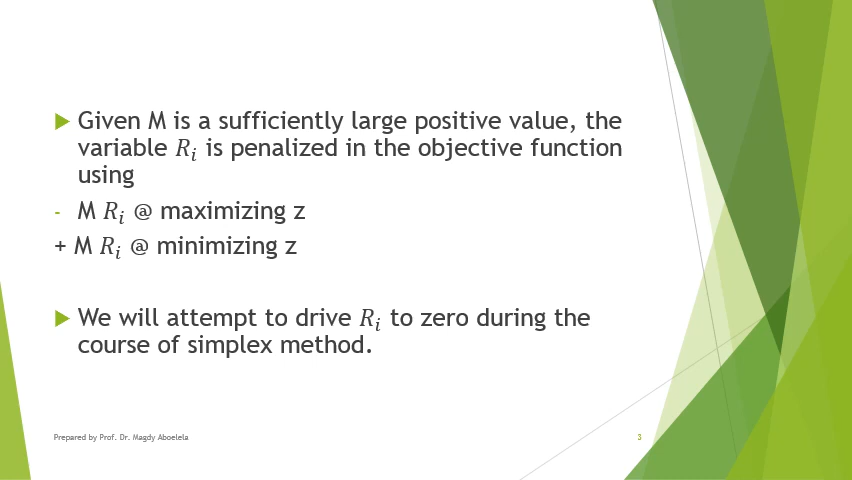 Given M is a sufficiently large positive value, the
variable 𝑅𝑖 is penalized in the objective function
using
- M 𝑅𝑖 @ maximizing z
+ M 𝑅𝑖 @ minimizing z
We will attempt to drive 𝑅𝑖 to zero during the
course of simplex method.
Prepared by Prof. Dr. Magdy Aboelela
3